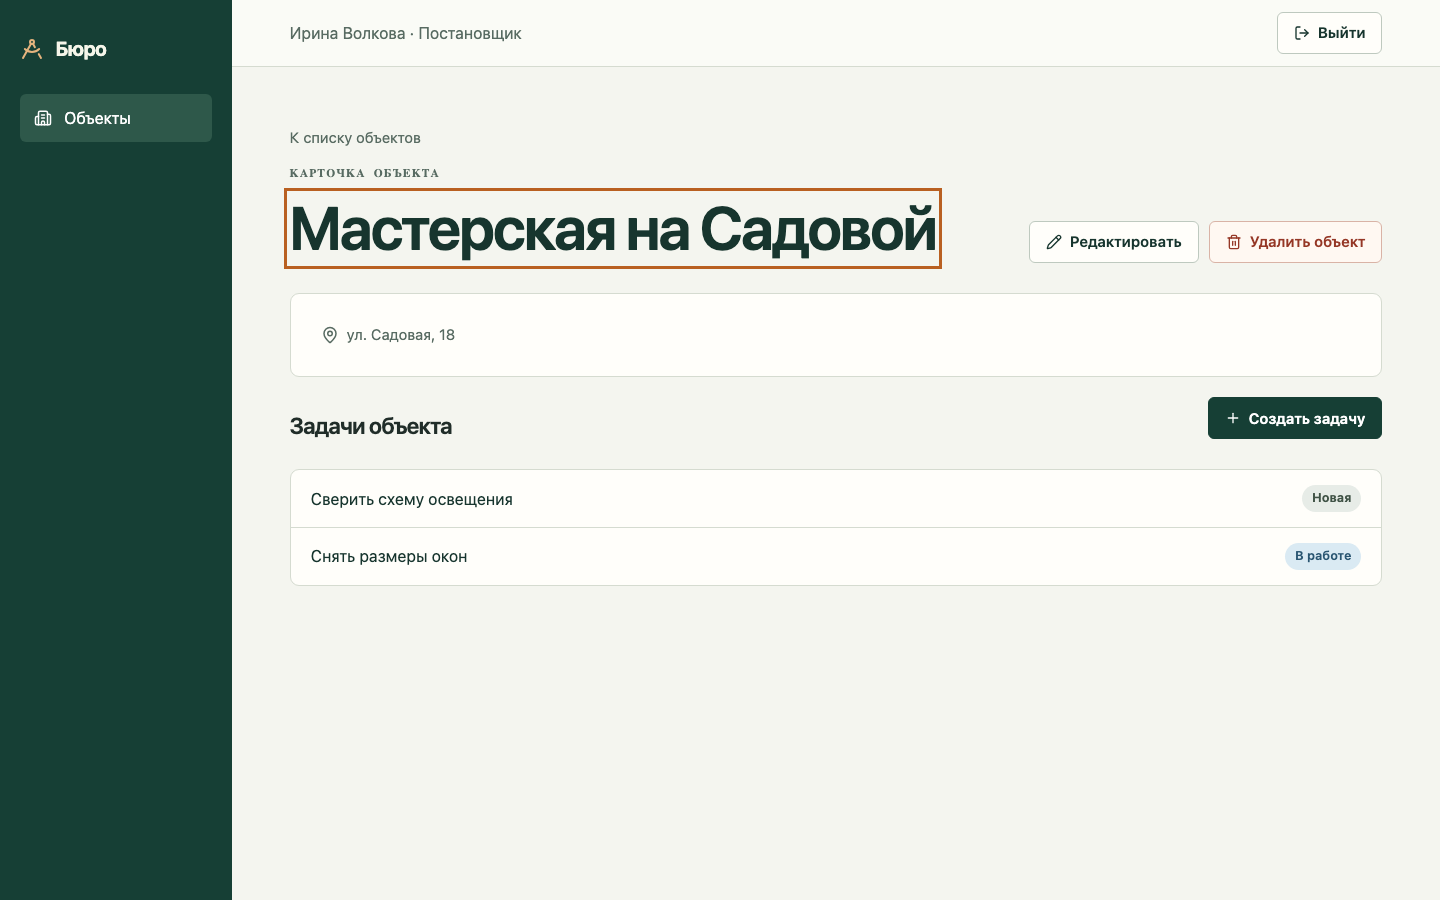 Бюро
Объекты
Ирина Волкова · Постановщик
Выйти
К списку объектов
КАРТОЧКА ОБЪЕКТА
Мастерская на Садовой
Редактировать
Удалить объект
ул. Садовая, 18
Задачи объекта
Создать задачу
Сверить схему освещения
Новая
Снять размеры окон
В работе